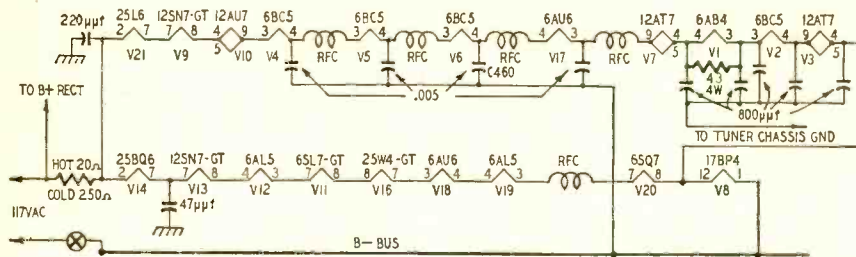 220µµf 25L6 12SN7-GT 12AU7 6BC5 6BC5 6BC5 6AU6 12AT7 6AB4 6BC5 12AT7
2 7 7 8 4 9 3 4 3 4 3 4 4 3 9 4 4 3 3 4 9 4
5 5 5
V21 V9 V10 V4 RFC V5 RFC V6 RFC V17 RFC V7 V1 V2 V3
C460
43
4W
.005
800µµf
TO B+ RECT
TO TUNER CHASSIS GND
HOT 20Ω 25BQ6 12SN7-GT 6AL5 6SL7-GT 25W4-GT 6AU6 6AL5 RFC 6SQ7 17BP4
2 7 7 8 4 3 7 8 8 7 3 4 4 3 7 8 12 1
COLD 250Ω V14 V13 V12 V11 V16 V18 V19 V20 V8
47µµf
117VAC
B- BUS